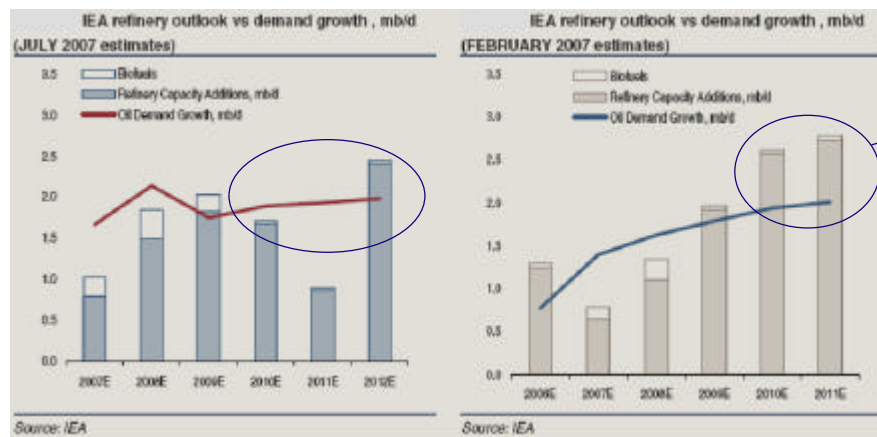 IEA refinery outlook vs demand growth , mb/d
(JULY 2007 estimates)
3.5
Biofuels
Refinery Capacity Additions, mb/d
3.0
Oil Demand Growth, mb/d
2.5
2.0
1.5
1.0
0.5
0.0
2007E 2008E 2009E 2010E 2011E 2012E
Source: IEA
IEA refinery outlook vs demand growth , mb/d
(FEBRUARY 2007 estimates)
3.5
Biofuels
Refinery Capacity Additions, mb/d
3.0
Oil Demand Growth, mb/d
2.5
2.0
1.5
1.0
0.5
0.0
2006E 2007E 2008E 2009E 2010E 2011E
Source: IEA